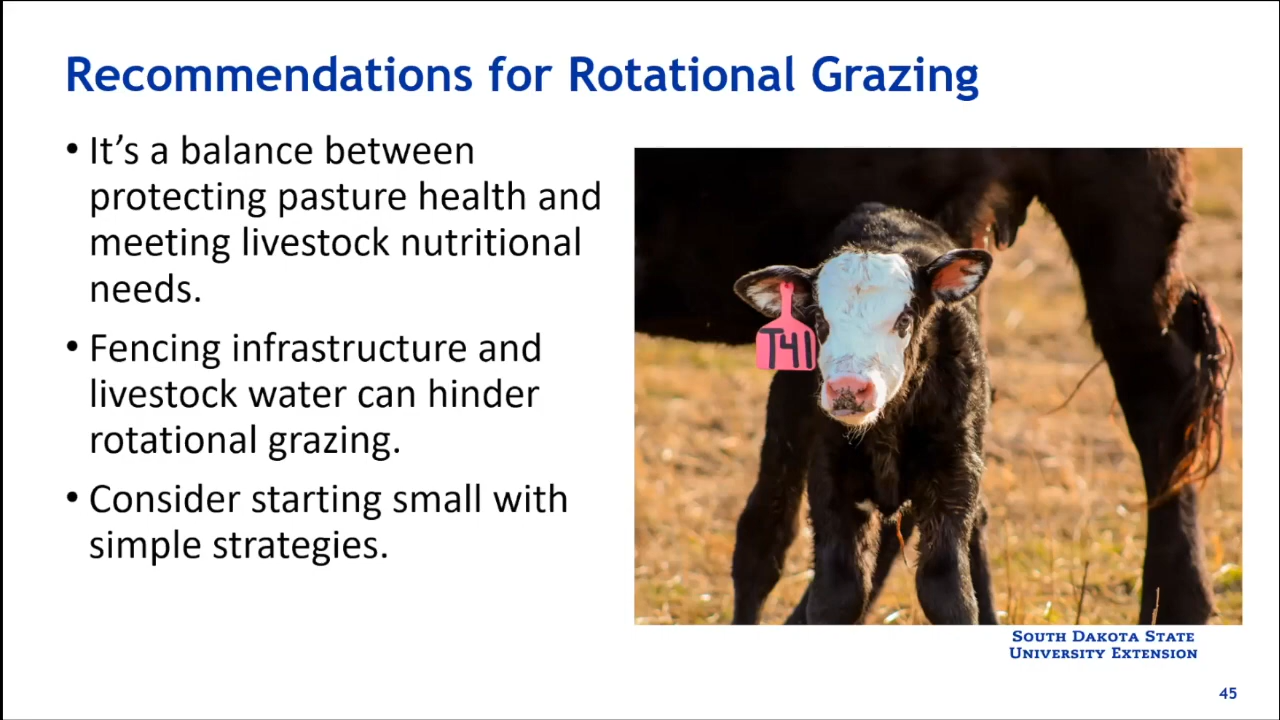 Recommendations for Rotational Grazing
• It’s a balance between
protecting pasture health and
meeting livestock nutritional
needs.
• Fencing infrastructure and
livestock water can hinder
rotational grazing.
• Consider starting small with
simple strategies.
T41
South Dakota State
University Extension
45